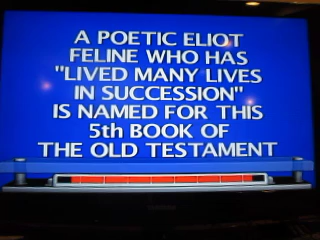 A POETIC ELIOT
FELINE WHO HAS
"LIVED MANY LIVES
IN SUCCESSION"
IS NAMED FOR THIS
5th BOOK OF
THE OLD TESTAMENT